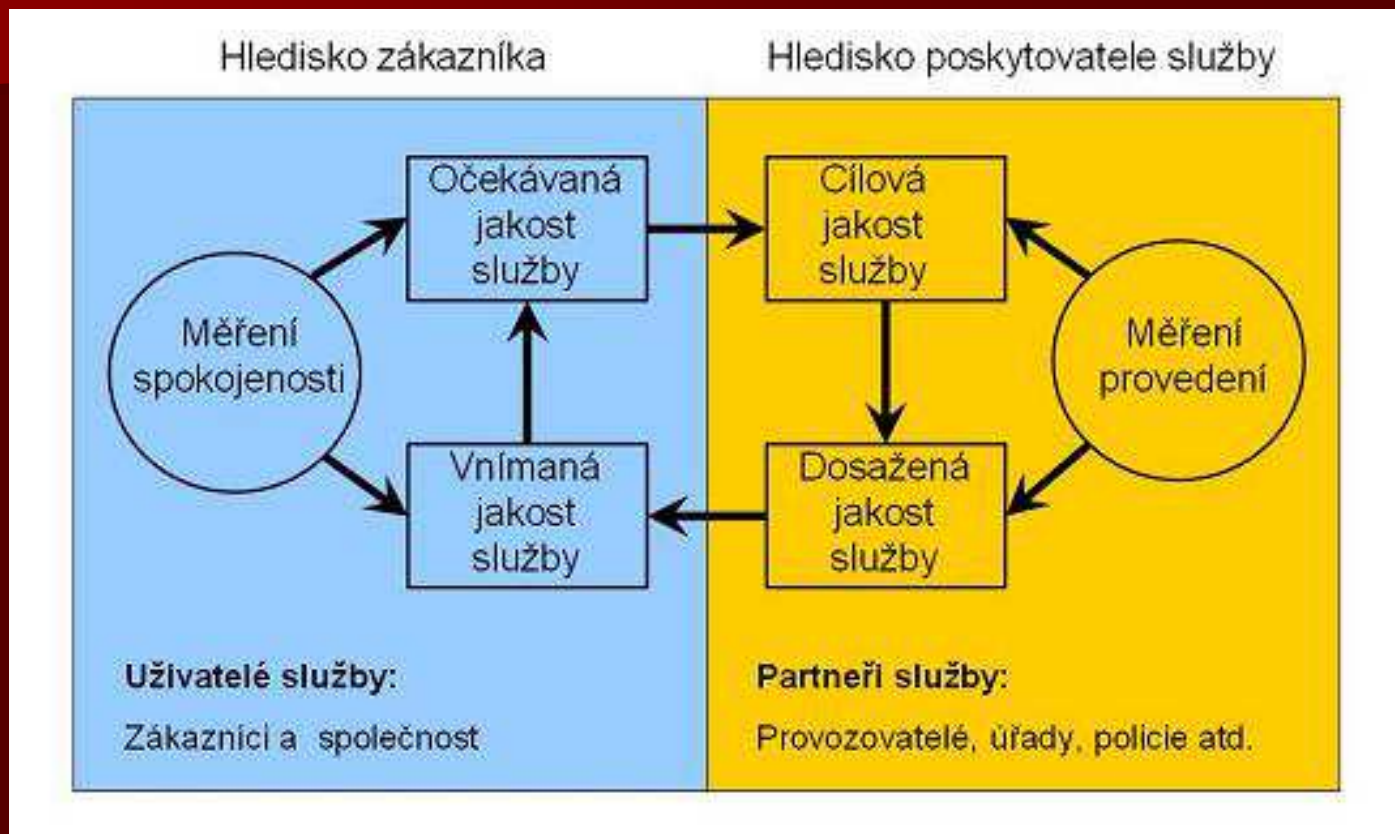 Hledisko zákazníka
Hledisko poskytovatele služby
Očekávaná
jakost
služby
Cílová
jakost
služby
Měření
spokojenosti
Měření
provedení
Vnímaná
jakost
služby
Dosažená
jakost
služby
Uživatelé služby:
Zákazníci a společnost
Partneři služby:
Provozovatelé, úřady, policie atd.